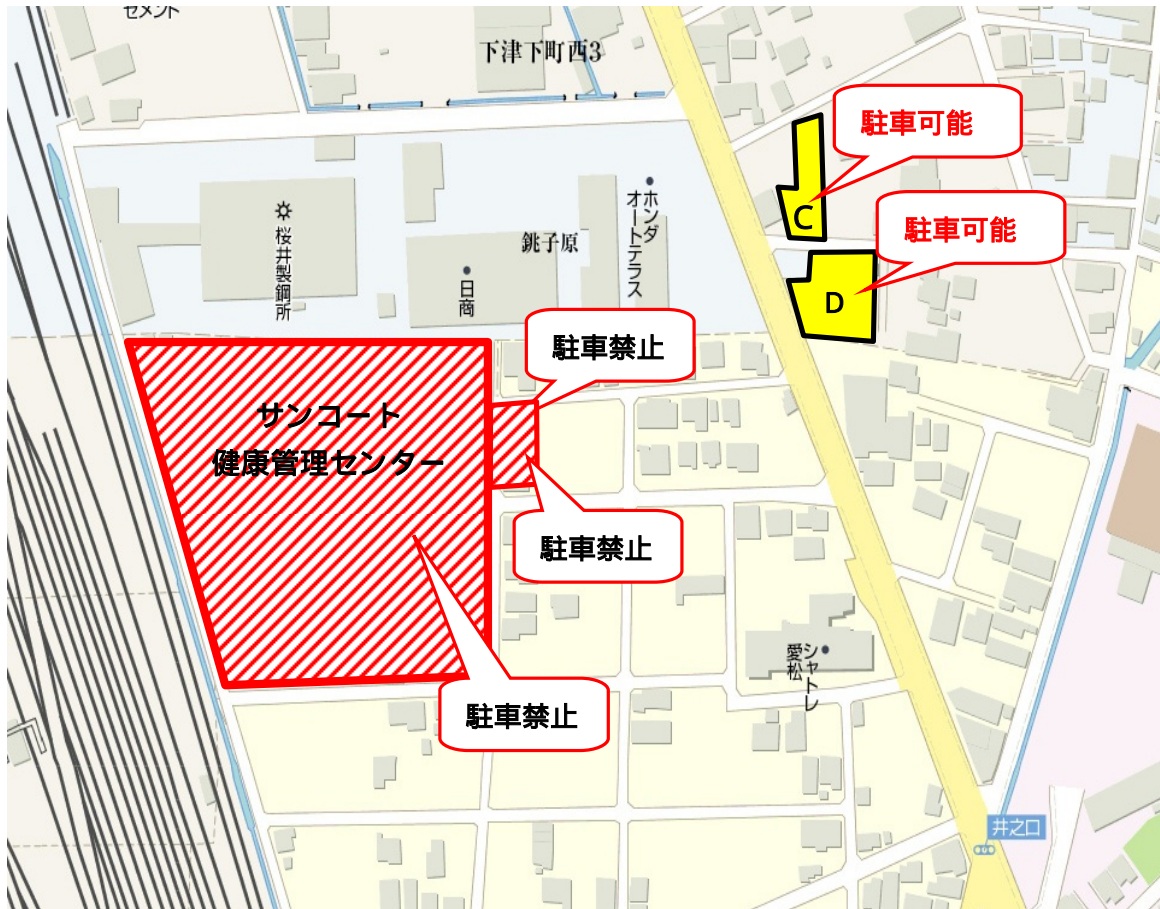 セメント
下津下町西3
駐車可能
C
駐車可能
D
ホンダ
オートテラス
桜井製鋼所
銚子原
日商
駐車禁止
サンコート
健康管理センター
駐車禁止
駐車禁止
シャトレ
愛松
井之口